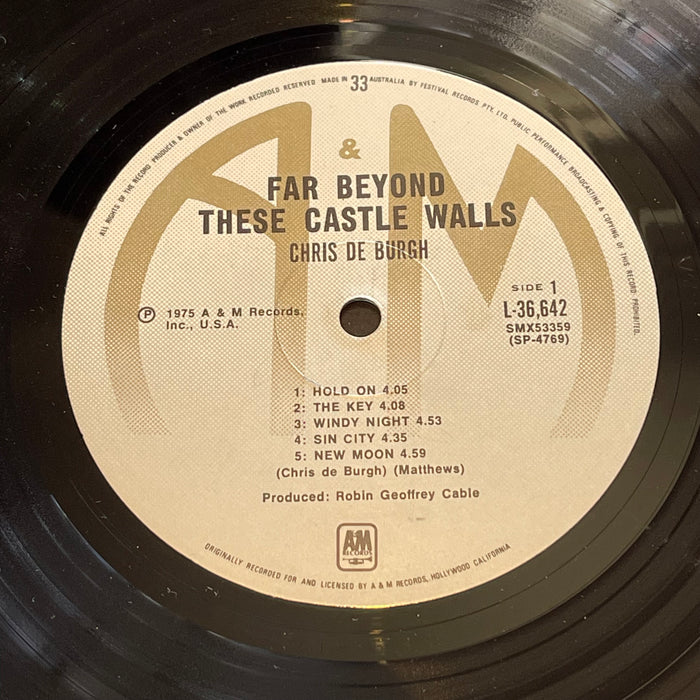 ALL RIGHTS OF THE RECORD PRODUCER & OWNER OF THE WORK RECORDED RESERVED MADE IN 33 AUSTRALIA BY FESTIVAL RECORDS PTY. LTD. PUBLIC PERFORMANCE BROADCASTING & COPYING OF THIS RECORD PROHIBITED.
A & M
FAR BEYOND
THESE CASTLE WALLS
CHRIS DE BURGH
SIDE 1
L-36,642
SMX53359
(SP-4769)
Ⓟ 1975 A & M Records,
Inc., U.S.A.
1: HOLD ON 4.05
2: THE KEY 4.08
3: WINDY NIGHT 4.53
4: SIN CITY 4.35
5: NEW MOON 4.59
(Chris de Burgh) (Matthews)
Produced: Robin Geoffrey Cable
A&M
RECORDS
ORIGINALLY RECORDED FOR AND LICENSED BY A & M RECORDS, HOLLYWOOD CALIFORNIA